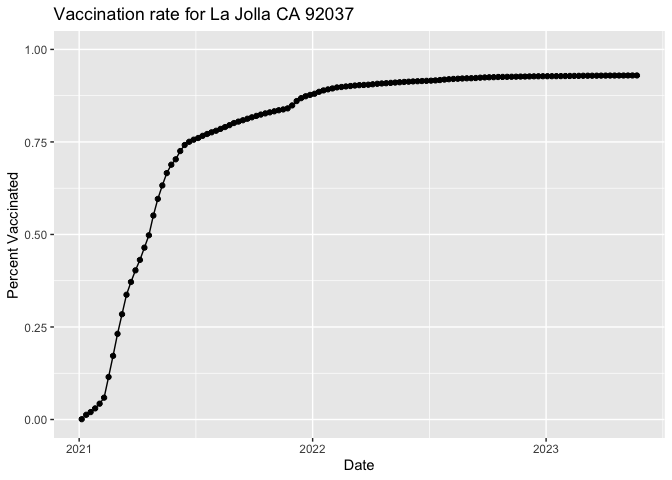 Vaccination rate for La Jolla CA 92037
1.00
0.75
0.50
0.25
0.00
Percent Vaccinated
2021 2022 2023
Date